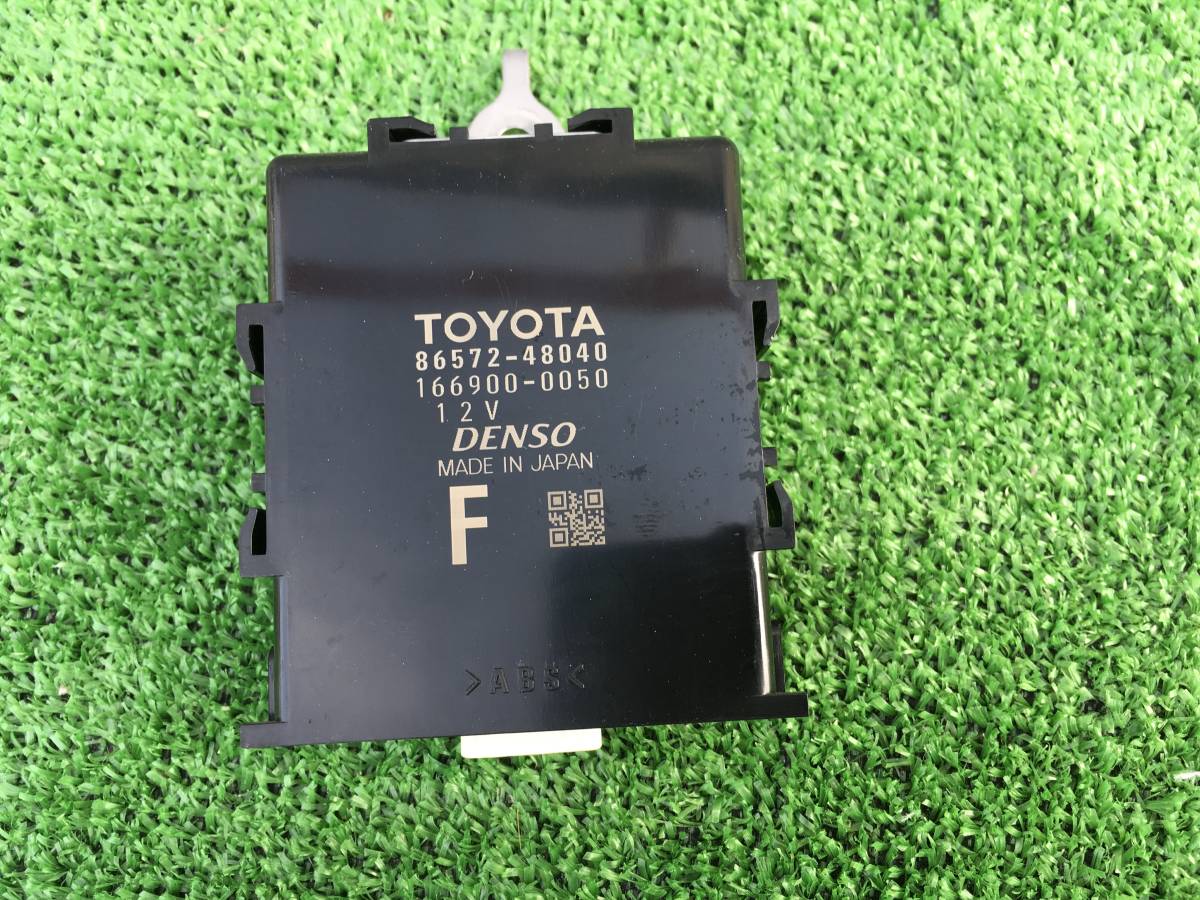 TOYOTA
86572-48040
166900-0050
12V
DENSO
MADE IN JAPAN
F
>ABS<